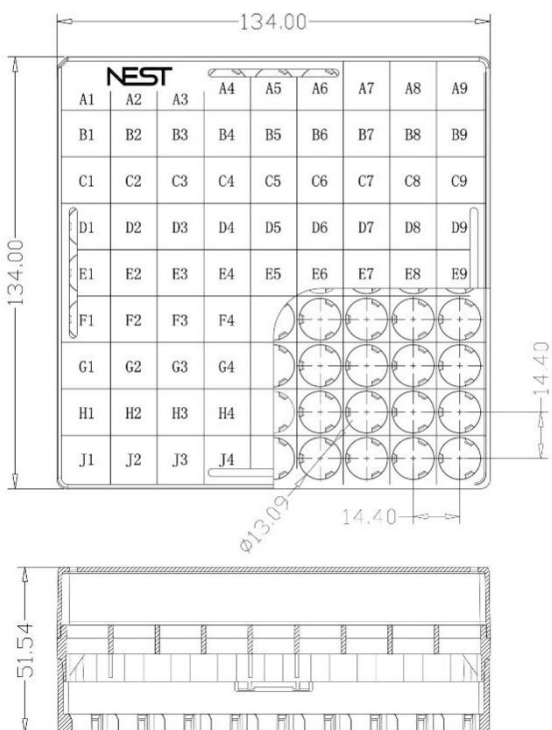 134.00
NEST
A1 A2 A3 A4 A5 A6 A7 A8 A9
B1 B2 B3 B4 B5 B6 B7 B8 B9
C1 C2 C3 C4 C5 C6 C7 C8 C9
D1 D2 D3 D4 D5 D6 D7 D8 D9
134.00
E1 E2 E3 E4 E5 E6 E7 E8 E9
F1 F2 F3 F4
G1 G2 G3 G4
14.40
H1 H2 H3 H4
J1 J2 J3 J4
ø13.09
14.40
51.54